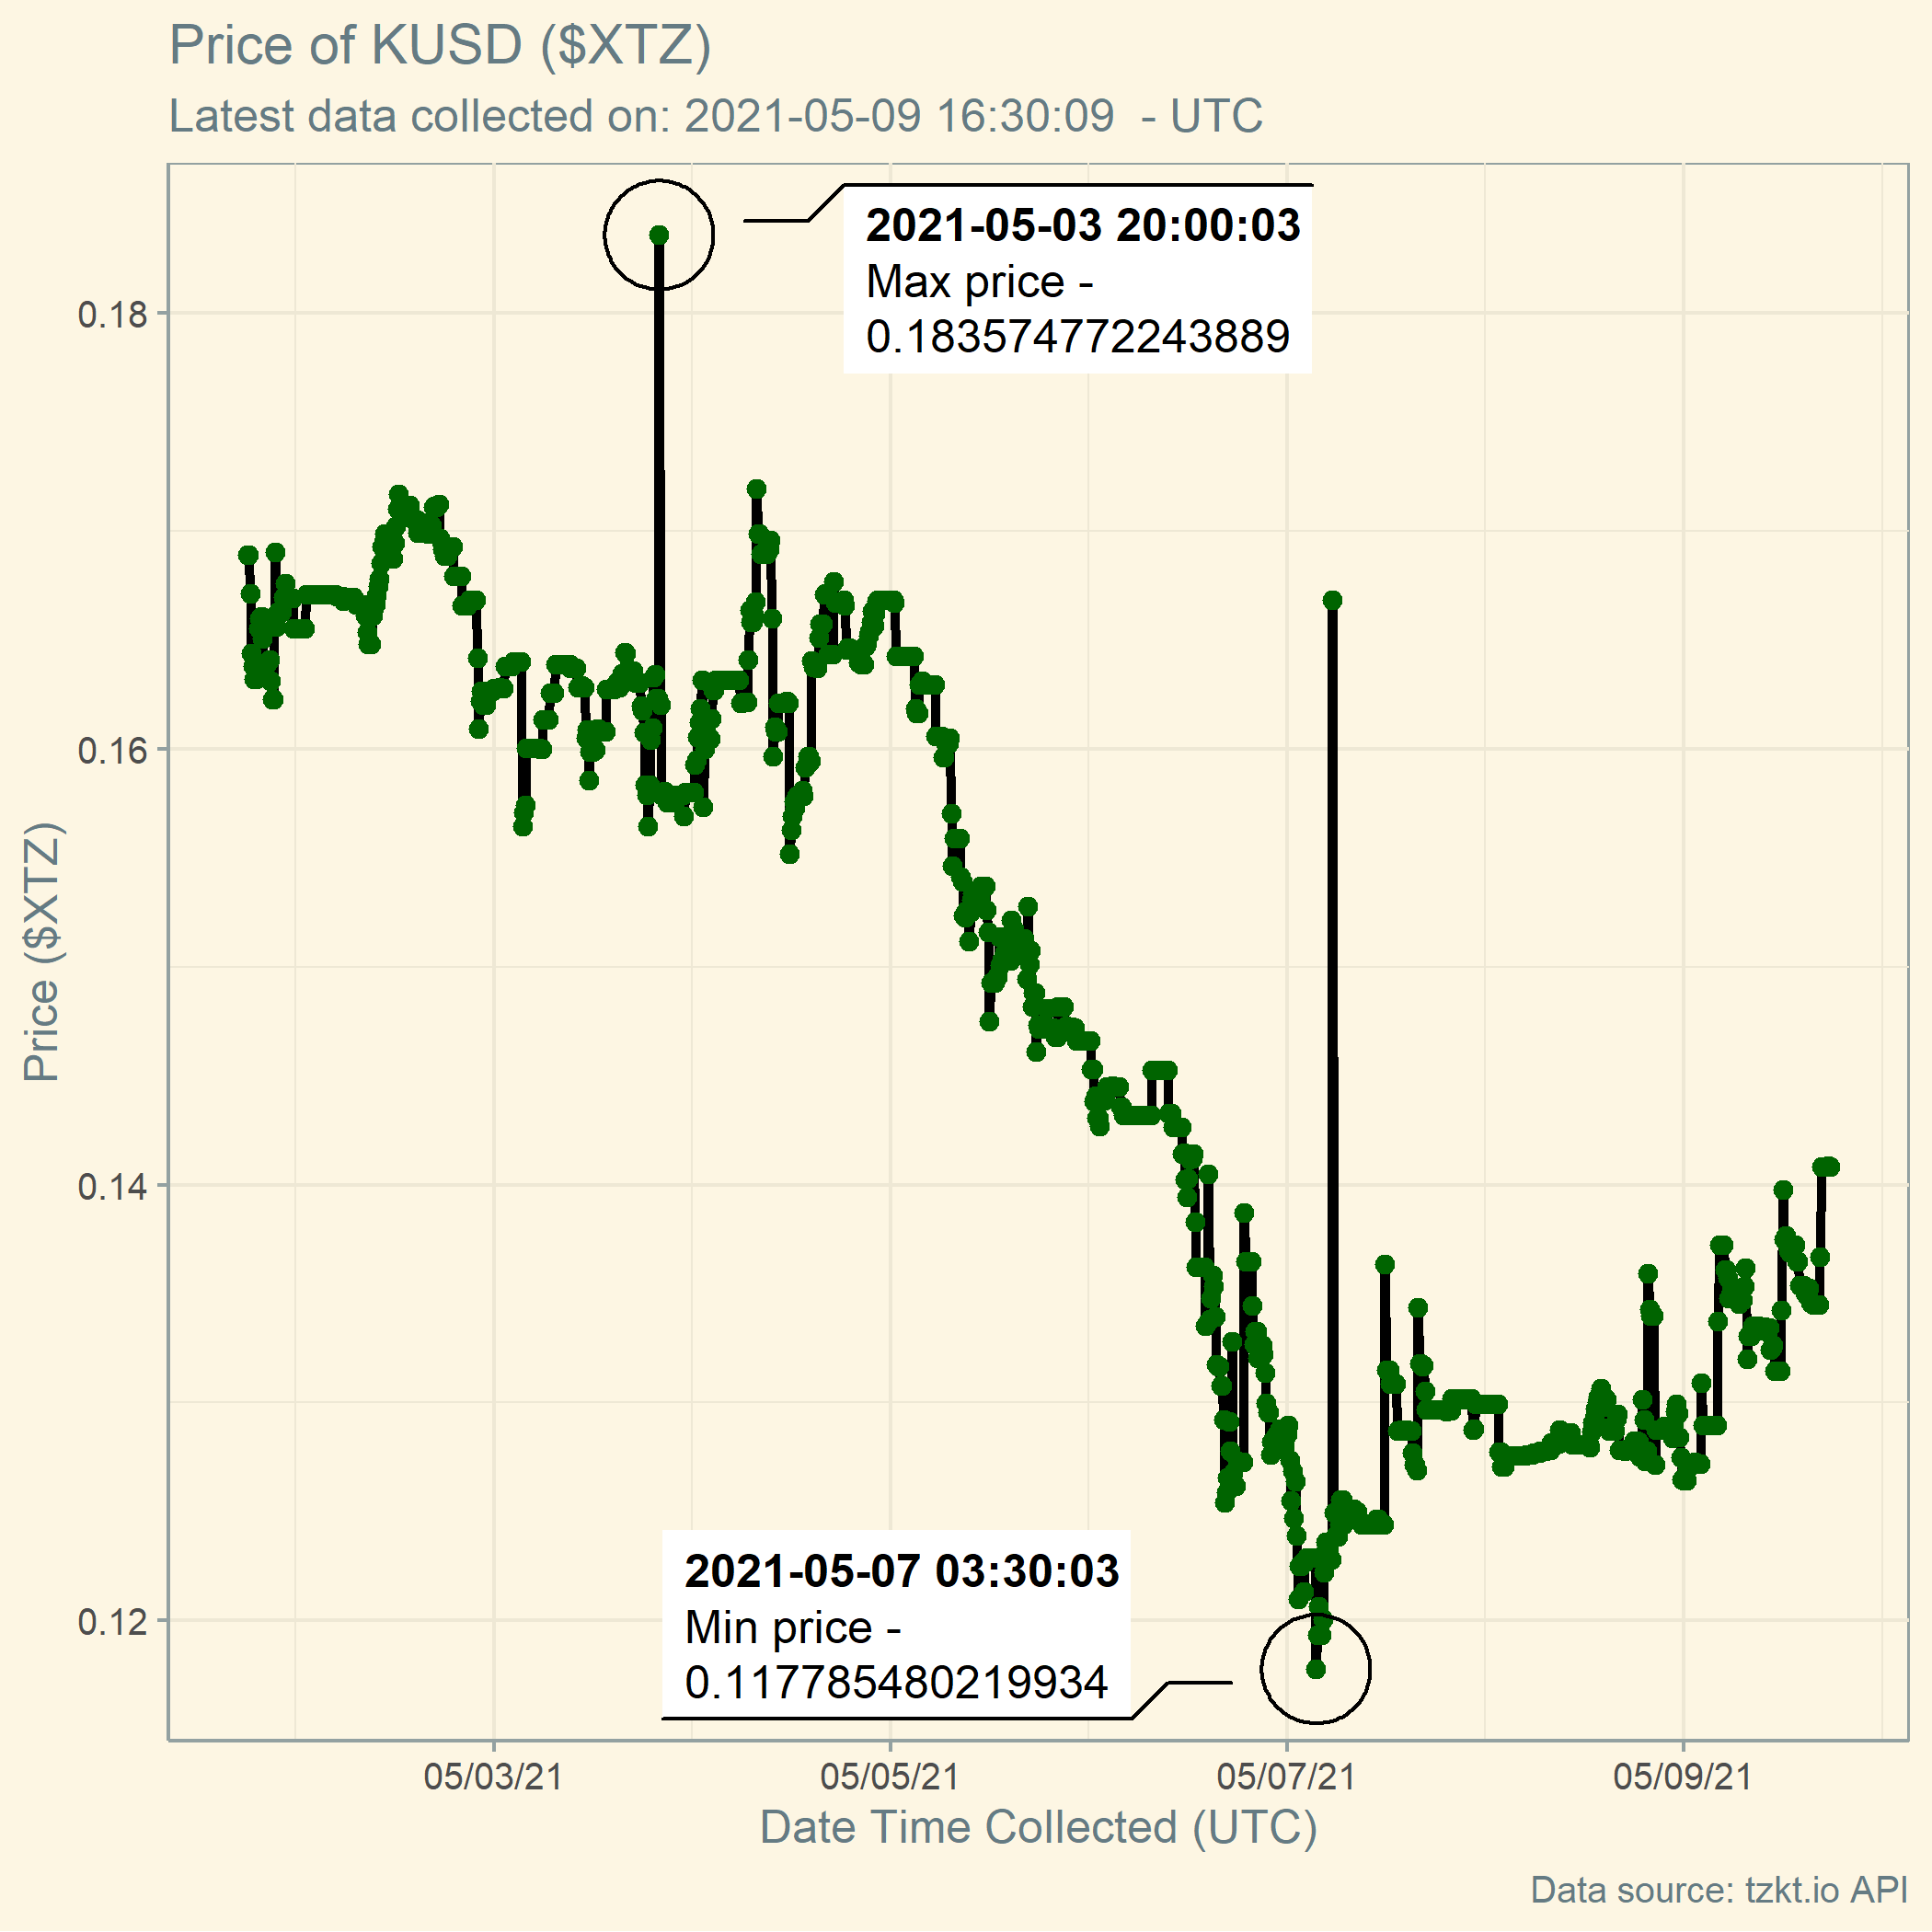 Price of KUSD ($XTZ)
Latest data collected on: 2021-05-09 16:30:09  - UTC
2021-05-03 20:00:03
Max price -
0.183574772243889
0.18
0.16
0.14
0.12
Price ($XTZ)
2021-05-07 03:30:03
Min price -
0.117785480219934
05/03/21
05/05/21
05/07/21
05/09/21
Date Time Collected (UTC)
Data source: tzkt.io API